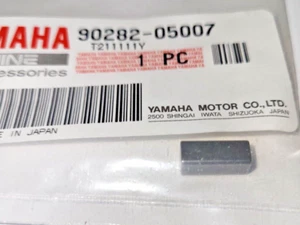 YAMAHA 90282-05007
T211111Y
1 PC
YAMAHA MOTOR CO., LTD.
2500 SHINGAI IWATA SHIZUOKA JAPAN
IN JAPAN